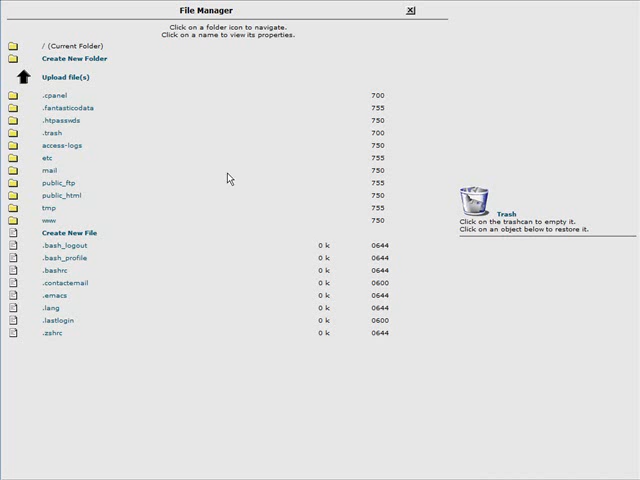 File Manager
Click on a folder icon to navigate.
Click on a name to view its properties.
/ (Current Folder)
Create New Folder
Upload file(s)
.cpanel 700
.fantasticodata 755
.htpasswds 750
.trash 700
access-logs 750
etc 755
mail 750
public_ftp 755
public_html 750
tmp 755
www 750
Create New File
.bash_logout 0 k 0644
.bash_profile 0 k 0644
.bashrc 0 k 0644
.contactemail 0 k 0600
.emacs 0 k 0644
.lang 0 k 0644
.lastlogin 0 k 0600
.zshrc 0 k 0644
Trash
Click on the trashcan to empty it.
Click on an object below to restore it.